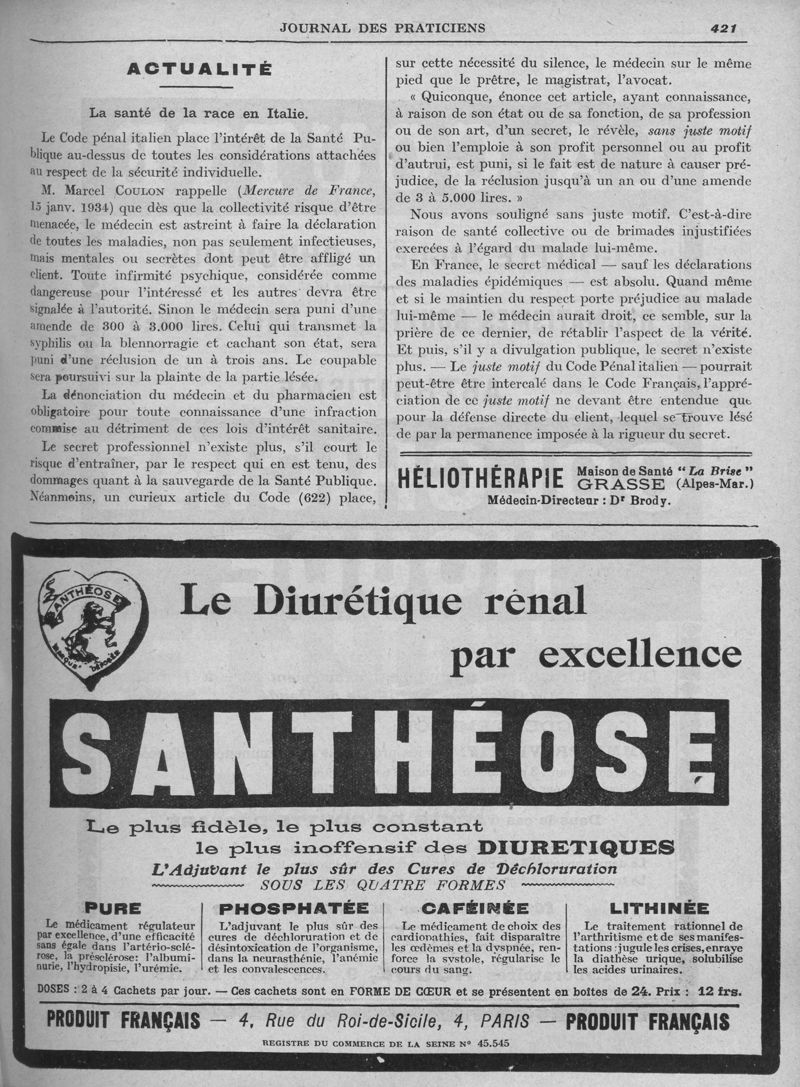 JOURNAL DES PRATICIENS
421
ACTUALITÉ
La santé de la race en Italie.
Le Code pénal italien place l'intérêt de la Santé Pu-
blique au-dessus de toutes les considérations attachées
au respect de la sécurité individuelle.
M. Marcel COULON rappelle (Mercure de France,
15 janv. 1934) que dès que la collectivité risque d'être
menacée, le médecin est astreint à faire la déclaration
de toutes les maladies, non pas seulement infectieuses,
mais mentales ou secrètes dont peut être affligé un
client. Toute infirmité psychique, considérée comme
dangereuse pour l'intéressé et les autres devra être
signalée à l'autorité. Sinon le médecin sera puni d'une
amende de 300 à 3.000 lires. Celui qui transmet la
syphilis ou la blennorragie et cachant son état, sera
puni d'une réclusion de un à trois ans. Le coupable
sera poursuivi sur la plainte de la partie lésée.
La dénonciation du médecin et du pharmacien est
obligatoire pour toute connaissance d'une infraction
commise au détriment de ces lois d'intérêt sanitaire.
Le secret professionnel n'existe plus, s'il court le
risque d'entraîner, par le respect qui en est tenu, des
dommages quant à la sauvegarde de la Santé Publique.
Néanmoins, un curieux article du Code (622) place,
sur cette nécessité du silence, le médecin sur le même
pied que le prêtre, le magistrat, l'avocat.
« Quiconque, énonce cet article, ayant connaissance,
à raison de son état ou de sa fonction, de sa profession
ou de son art, d'un secret, le révèle, sans juste motif
ou bien l'emploie à son profit personnel ou au profit
d'autrui, est puni, si le fait est de nature à causer pré-
judice, de la réclusion jusqu'à un an ou d'une amende
de 3 à 5.000 lires. »
Nous avons souligné sans juste motif. C'est-à-dire
raison de santé collective ou de brimades injustifiées
exercées à l'égard du malade lui-même.
En France, le secret médical — sauf les déclarations
des maladies épidémiques — est absolu. Quand même
et si le maintien du respect porte préjudice au malade
lui-même — le médecin aurait droit, ce semble, sur la
prière de ce dernier, de rétablir l'aspect de la vérité.
Et puis, s'il y a divulgation publique, le secret n'existe
plus. — Le juste motif du Code Pénal italien — pourrait
peut-être être intercalé dans le Code Français, l'appré-
ciation de ce juste motif ne devant être entendue que
pour la défense directe du client, lequel se trouve lésé
de par la permanence imposée à la rigueur du secret.
HÉLIOTHÉRAPIE Maison de Santé "La Brise"
GRASSE (Alpes-Mar.)
Médecin-Directeur : Dr Brody.
SANTHÉOSE
MARQUE DÉPOSÉE
Le Diurétique rénal
par excellence
SANTHÉOSE
Le plus fidèle, le plus constant
le plus inoffensif des DIURETIQUES
L'Adjuvant le plus sûr des Cures de Déchloruration
SOUS LES QUATRE FORMES
PURE
Le médicament régulateur
par excellence, d'une efficacité
sans égale dans l'artério-sclé-
rose, la présclérose: l'albumi-
nurie, l'hydropisie, l'urémie.
PHOSPHATÉE
L'adjuvant le plus sûr des
cures de déchloruration et de
désintoxication de l'organisme,
dans la neurasthénie, l'anémie
et les convalescences.
CAFÉINÉE
Le médicament de choix des
cardiopathies, fait disparaître
les œdèmes et la dyspnée, ren-
force la systole, régularise le
cours du sang.
LITHINÉE
Le traitement rationnel de
l'arthritisme et de ses manifes-
tations: jugule les crises, enraye
la diathèse urique, solubilise
les acides urinaires.
DOSES : 2 à 4 Cachets par jour. — Ces cachets sont en FORME DE CŒUR et se présentent en boîtes de 24. Prix : 12 frs.
PRODUIT FRANÇAIS — 4, Rue du Roi-de-Sicile, 4, PARIS — PRODUIT FRANÇAIS
REGISTRE DU COMMERCE DE LA SEINE N° 45.545